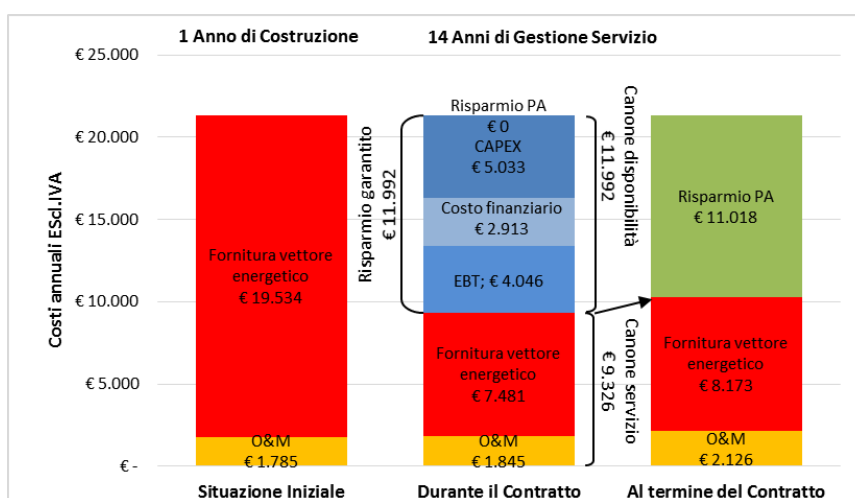 1 Anno di Costruzione
14 Anni di Gestione Servizio
Costi annuali EScl.IVA
€ 25.000
€ 20.000
€ 15.000
€ 10.000
€ 5.000
€ -
Fornitura vettore
energetico
€ 19.534
O&M
€ 1.785
Situazione Iniziale
Risparmio garantito
€ 11.992
Risparmio PA
€ 0
CAPEX
€ 5.033
Costo finanziario
€ 2.913
EBT; € 4.046
Fornitura vettore
energetico
€ 7.481
O&M
€ 1.845
Durante il Contratto
Canone disponibilità
€ 11.992
Canone servizio
€ 9.326
Risparmio PA
€ 11.018
Fornitura vettore
energetico
€ 8.173
O&M
€ 2.126
Al termine del Contratto